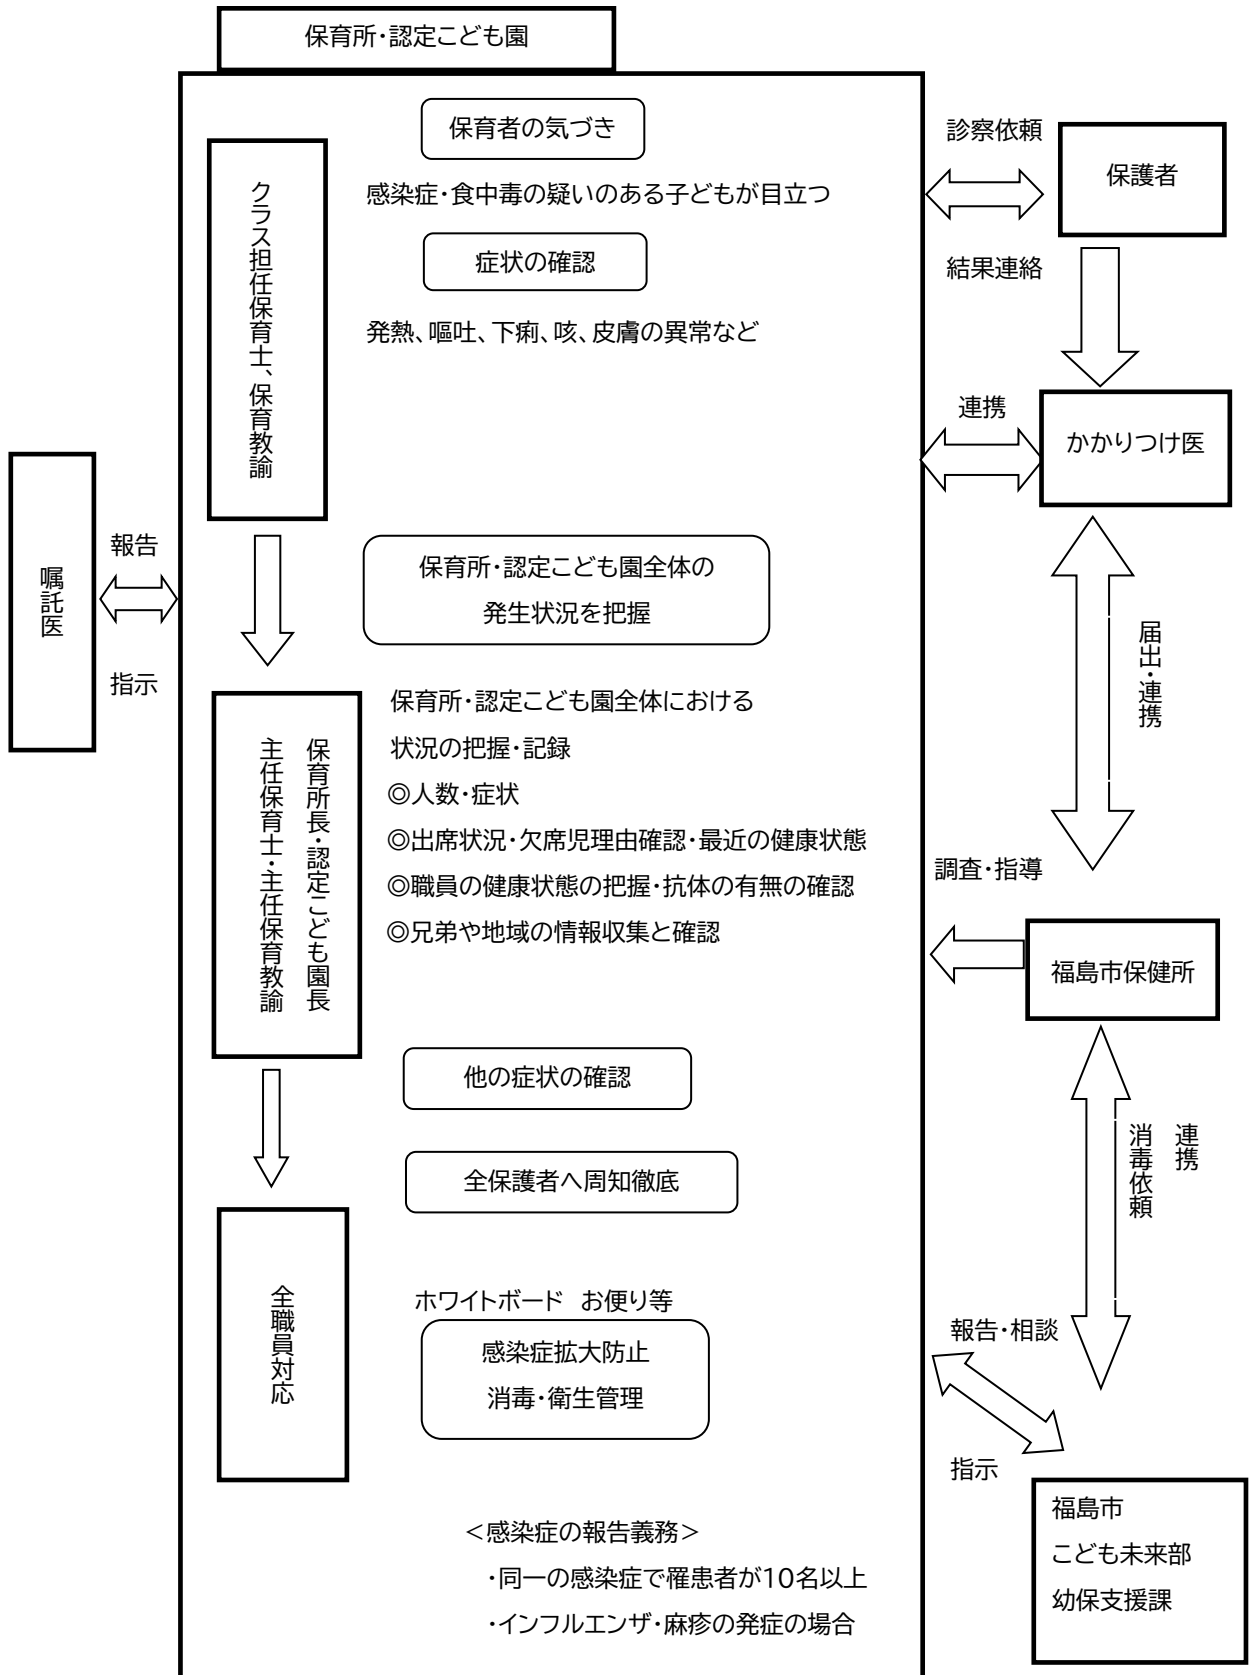 保育所・認定こども園
保育者の気づき
感染症・食中毒の疑いのある子どもが目立つ
症状の確認
発熱、嘔吐、下痢、咳、皮膚の異常など
クラス担任保育士、保育教諭
診察依頼
保護者
結果連絡
連携
かかりつけ医
嘱託医
報告
指示
保育所・認定こども園全体の
発生状況を把握
届出・連携
保育所長・認定こども園長
主任保育士・主任保育教諭
保育所・認定こども園全体における
状況の把握・記録
◎人数・症状
◎出席状況・欠席児理由確認・最近の健康状態
◎職員の健康状態の把握・抗体の有無の確認
◎兄弟や地域の情報収集と確認
調査・指導
福島市保健所
他の症状の確認
全保護者へ周知徹底
連携
消毒依頼
全職員対応
ホワイトボード　お便り等
感染症拡大防止
消毒・衛生管理
報告・相談
指示
福島市
こども未来部
幼保支援課
＜感染症の報告義務＞
・同一の感染症で罹患者が10名以上
・インフルエンザ・麻疹の発症の場合